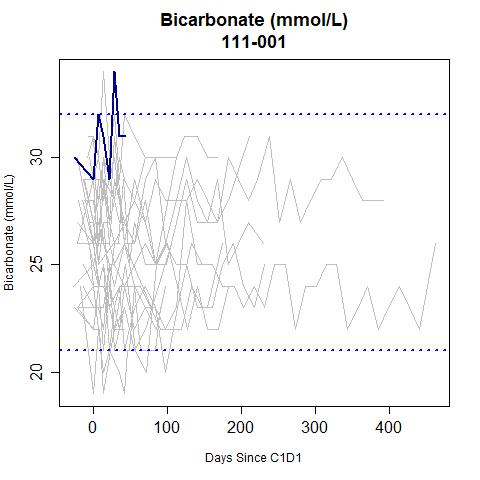 Bicarbonate (mmol/L)
111-001
Bicarbonate (mmol/L)
30
25
20
0 100 200 300 400
Days Since C1D1